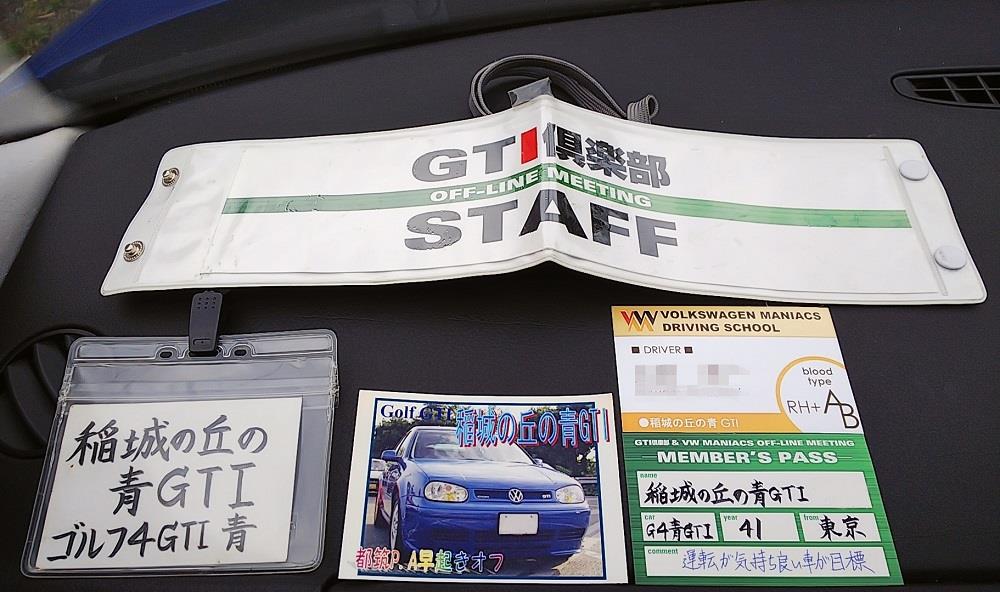 GTI倶楽部
OFF-LINE MEETING
STAFF
稲城の丘の
青GTI
ゴルフ4GTI 青
Golf GTI
稲城の丘の青GTI
都筑P.A早起きオフ
VOLKSWAGEN MANIACS
DRIVING SCHOOL
■ DRIVER ■
blood
type
RH+ AB
●稲城の丘の青 GTI
GTI倶楽部 & VW MANIACS OFF-LINE MEETING
MEMBER'S PASS
name
稲城の丘の青GTI
car
G4青GTI
year
41
from
東京
comment
運転が気持ち良い車が目標